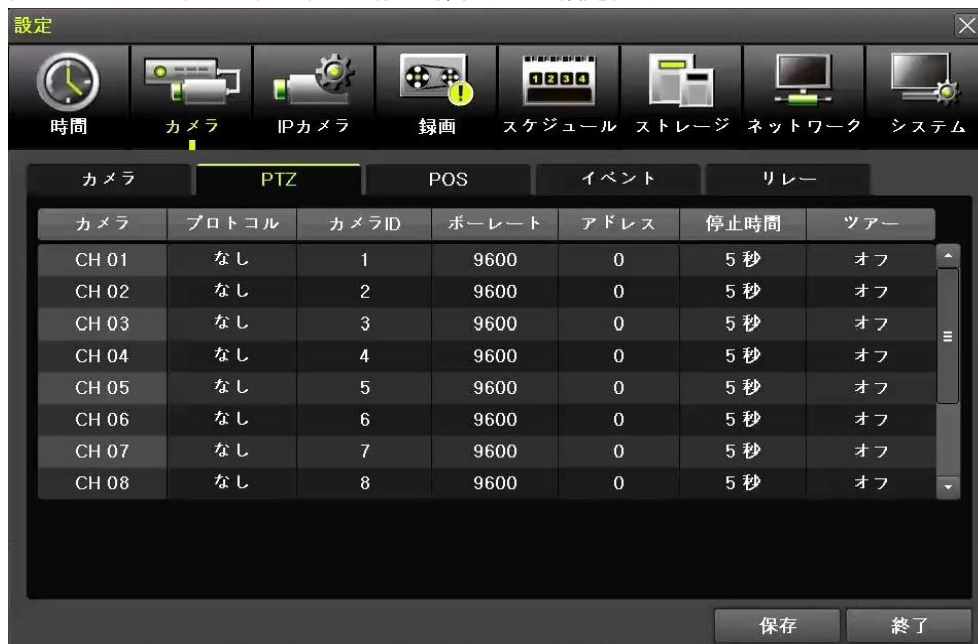 設定
時間 カメラ IPカメラ 録画 スケジュール ストレージ ネットワーク システム
カメラ PTZ POS イベント リレー
カメラ プロトコル カメラID ボーレート アドレス 停止時間 ツアー
CH 01 なし 1 9600 0 5 秒 オフ
CH 02 なし 2 9600 0 5 秒 オフ
CH 03 なし 3 9600 0 5 秒 オフ
CH 04 なし 4 9600 0 5 秒 オフ
CH 05 なし 5 9600 0 5 秒 オフ
CH 06 なし 6 9600 0 5 秒 オフ
CH 07 なし 7 9600 0 5 秒 オフ
CH 08 なし 8 9600 0 5 秒 オフ
保存 終了